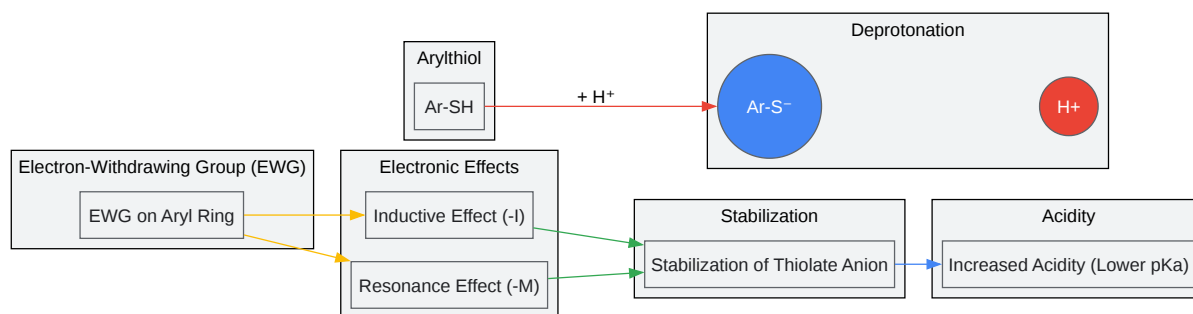 Deprotonation
Arylthiol
Ar-SH
+ H⁺
Ar-S⁻
H+
Electron-Withdrawing Group (EWG)
EWG on Aryl Ring
Electronic Effects
Inductive Effect (-I)
Resonance Effect (-M)
Stabilization
Stabilization of Thiolate Anion
Acidity
Increased Acidity (Lower pKa)